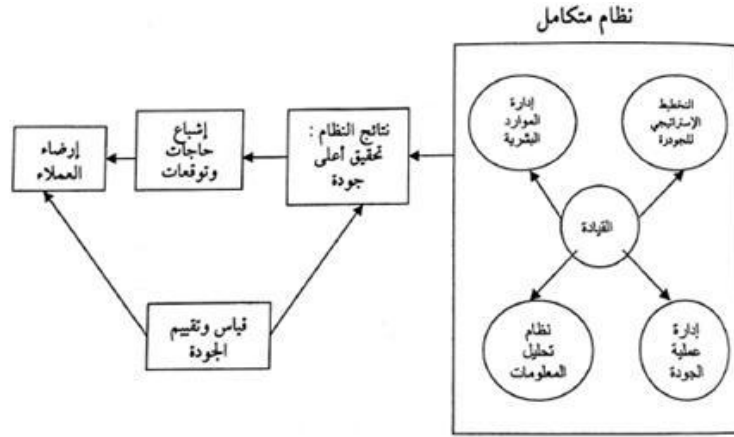 نظام متكامل
التخطيط
الإستراتيجي
للجودرة
إدارة
الموارد
البشرية
القيادة
إدارة
عملية
الجودة
نظام
تحليل
المعلومات
نتائج النظام :
تحقيق أعلى
جودة
إشباع
حاجات
وتوقعات
إرضاء
العملاء
قياس وتقييم
الجودة